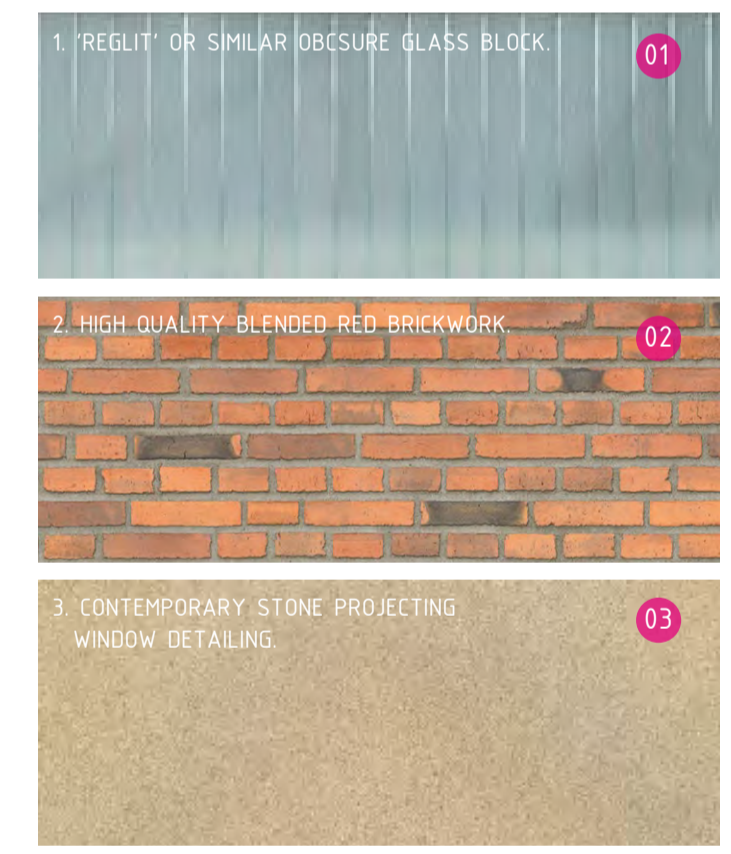 1. 'REGLIT' OR SIMILAR OBCSURE GLASS BLOCK.
01
2. HIGH QUALITY BLENDED RED BRICKWORK.
02
3. CONTEMPORARY STONE PROJECTING
WINDOW DETAILING.
03